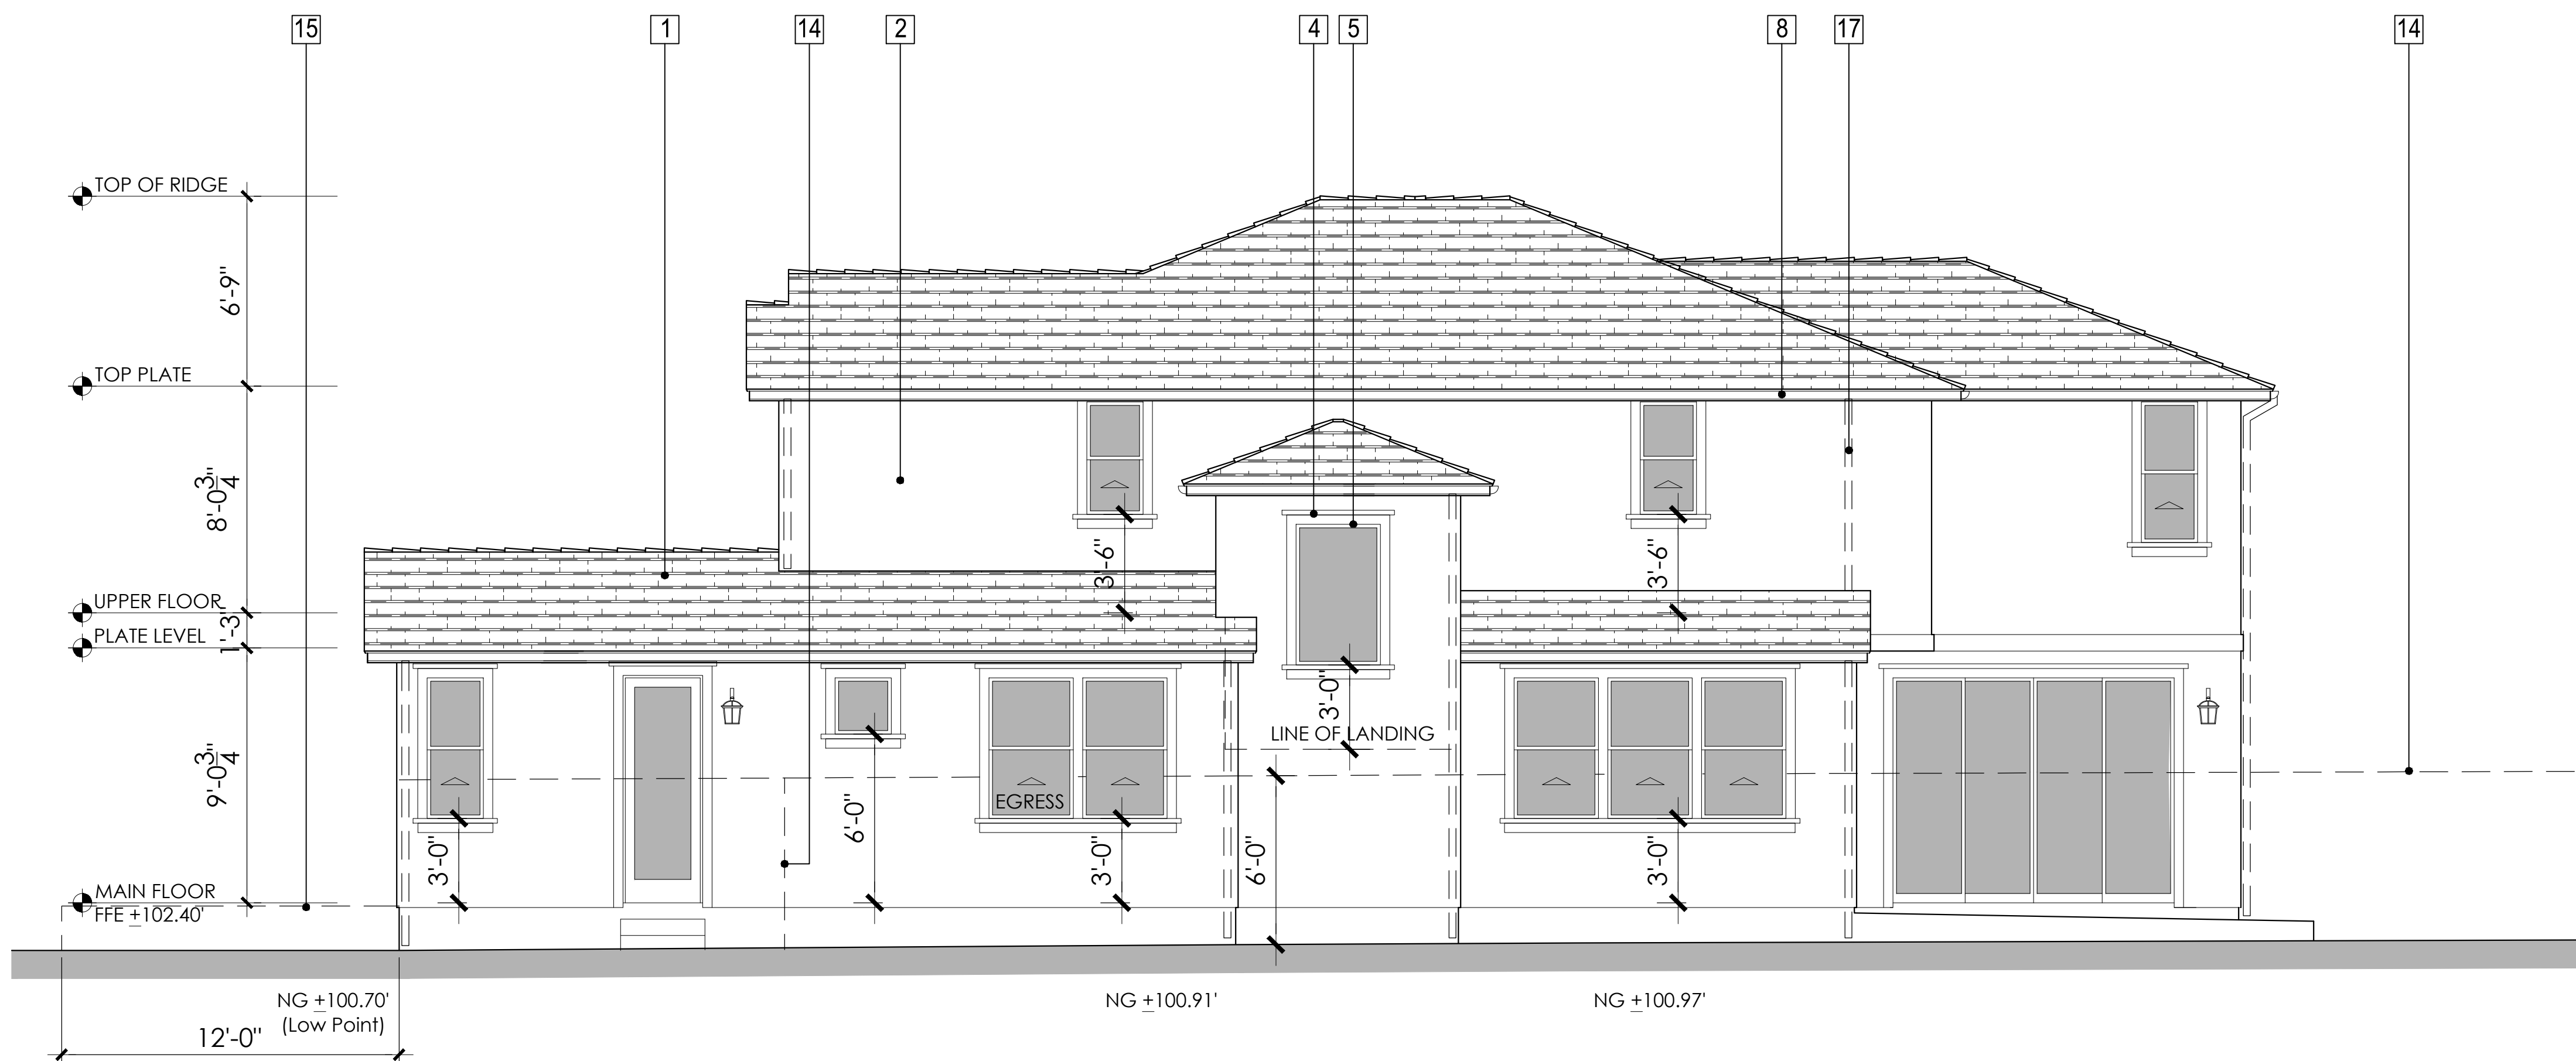 15 1 14 2 4 5 8 17 14
TOP OF RIDGE
6'-9"
TOP PLATE
8'-0 3/4"
3'-6"
3'-6"
UPPER FLOOR
1'-3"
PLATE LEVEL
3'-0"
LINE OF LANDING
9'-0 3/4"
EGRESS
3'-0"
6'-0"
3'-0"
6'-0"
3'-0"
MAIN FLOOR
FFE ±102.40'
NG ±100.70'
(Low Point)
NG ±100.91'
NG ±100.97'
12'-0"